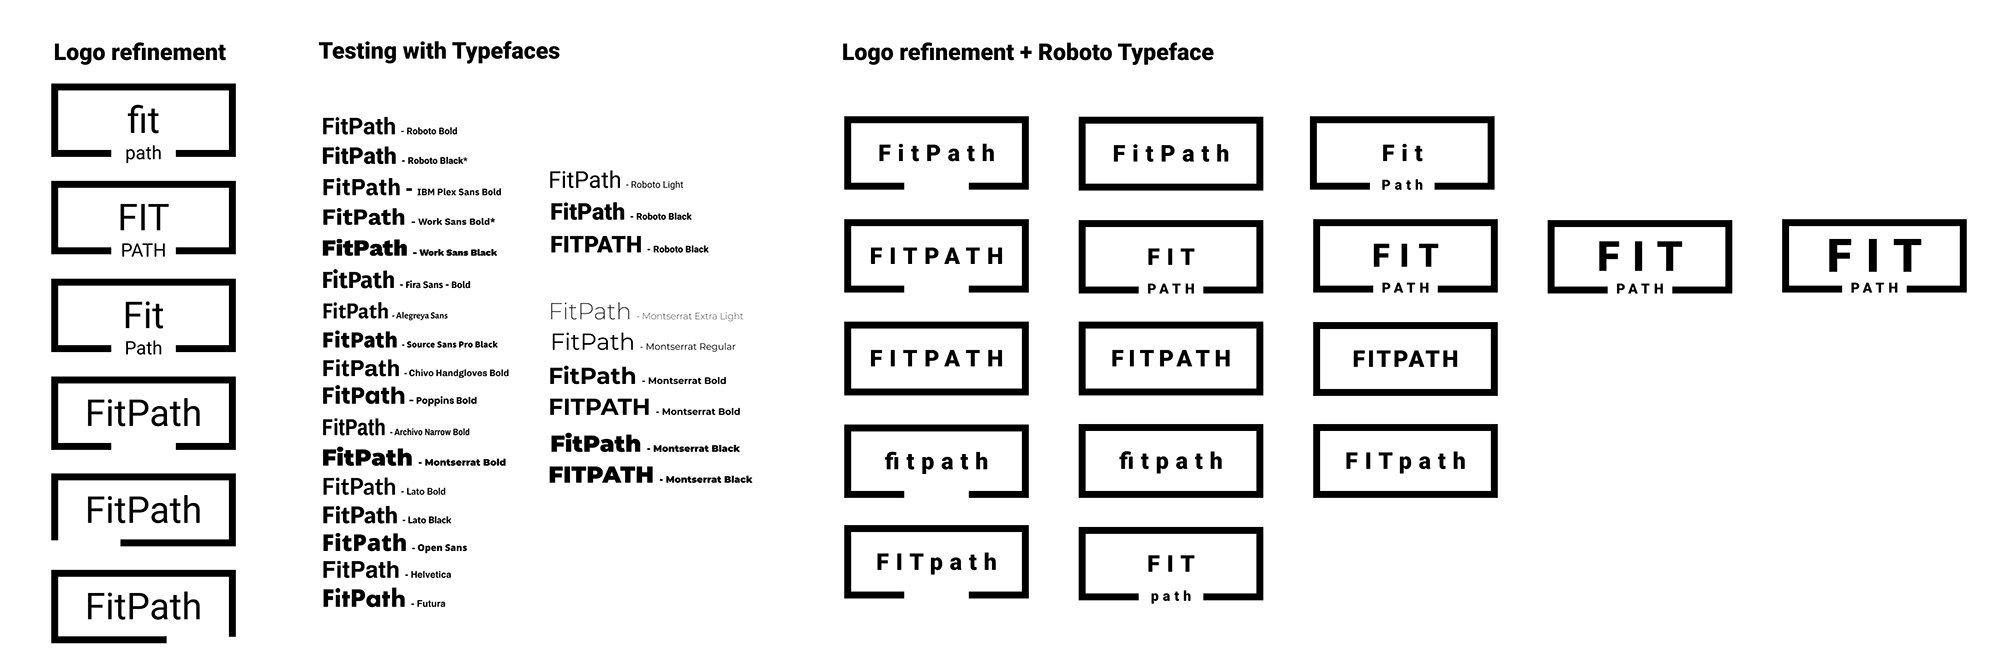 Logo refinement
fit
path
FIT
PATH
Fit
Path
FitPath
FitPath
FitPath
Testing with Typefaces
FitPath - Roboto Bold
FitPath - Roboto Black*
FitPath - IBM Plex Sans Bold
FitPath - Work Sans Bold*
FitPath - Work Sans Black
FitPath - Fira Sans - Bold
FitPath - Alegreya Sans
FitPath - Source Sans Pro Black
FitPath - Chivo Handgloves Bold
FitPath - Poppins Bold
FitPath - Archivo Narrow Bold
FitPath - Montserrat Bold
FitPath - Lato Bold
FitPath - Lato Black
FitPath - Open Sans
FitPath - Helvetica
FitPath - Futura
FitPath - Roboto Light
FitPath - Roboto Black
FITPATH - Roboto Black
FitPath - Montserrat Extra Light
FitPath - Montserrat Regular
FitPath - Montserrat Bold
FITPATH - Montserrat Bold
FitPath - Montserrat Black
FITPATH - Montserrat Black
Logo refinement + Roboto Typeface
FitPath
FitPath
Fit
Path
FITPATH
FIT
PATH
FIT
PATH
FIT
PATH
FIT
PATH
FITPATH
FITPATH
FITPATH
fitpath
fitpath
FITpath
FITpath
FIT
path